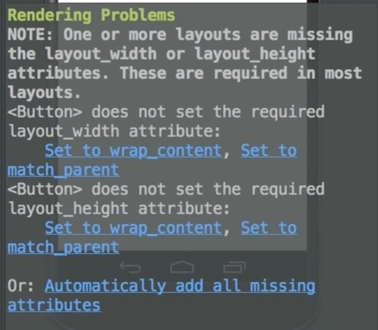 Rendering Problems
NOTE: One or more layouts are missing
the layout_width or layout_height
attributes. These are required in most
layouts.
<Button> does not set the required
layout_width attribute:
Set to wrap_content, Set to
match_parent
<Button> does not set the required
layout_height attribute:
Set to wrap_content, Set to
match_parent
Or: Automatically add all missing
attributes